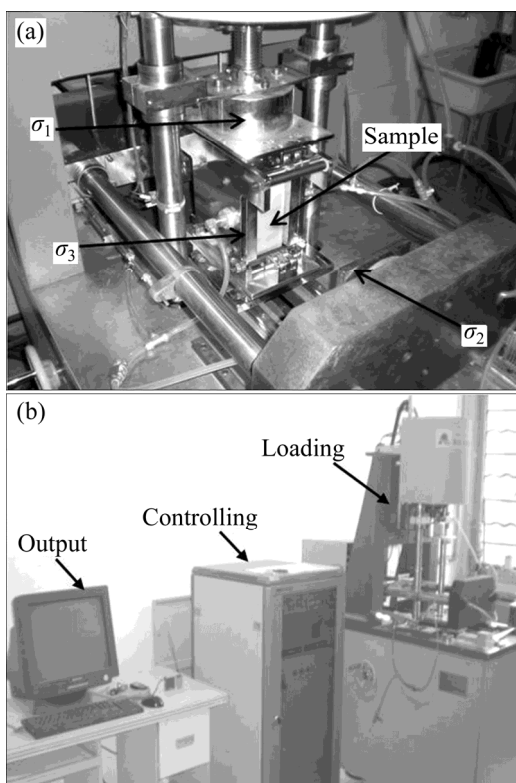 (a)
σ1
Sample
σ3
σ2
(b)
Loading
Controlling
Output